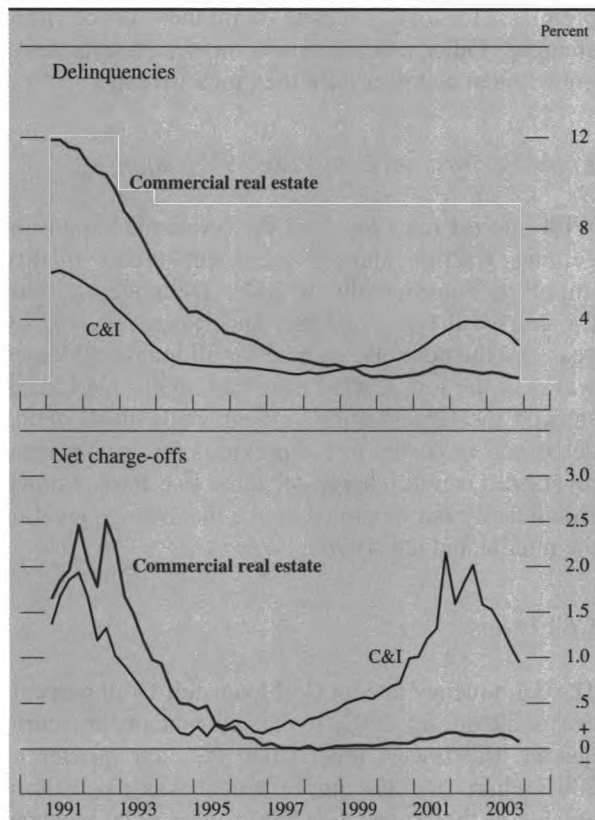 Percent
Delinquencies
12
Commercial real estate
8
C&I
4
Net charge-offs
3.0
2.5
Commercial real estate
2.0
1.5
C&I
1.0
.5
+
0
–
1991 1993 1995 1997 1999 2001 2003